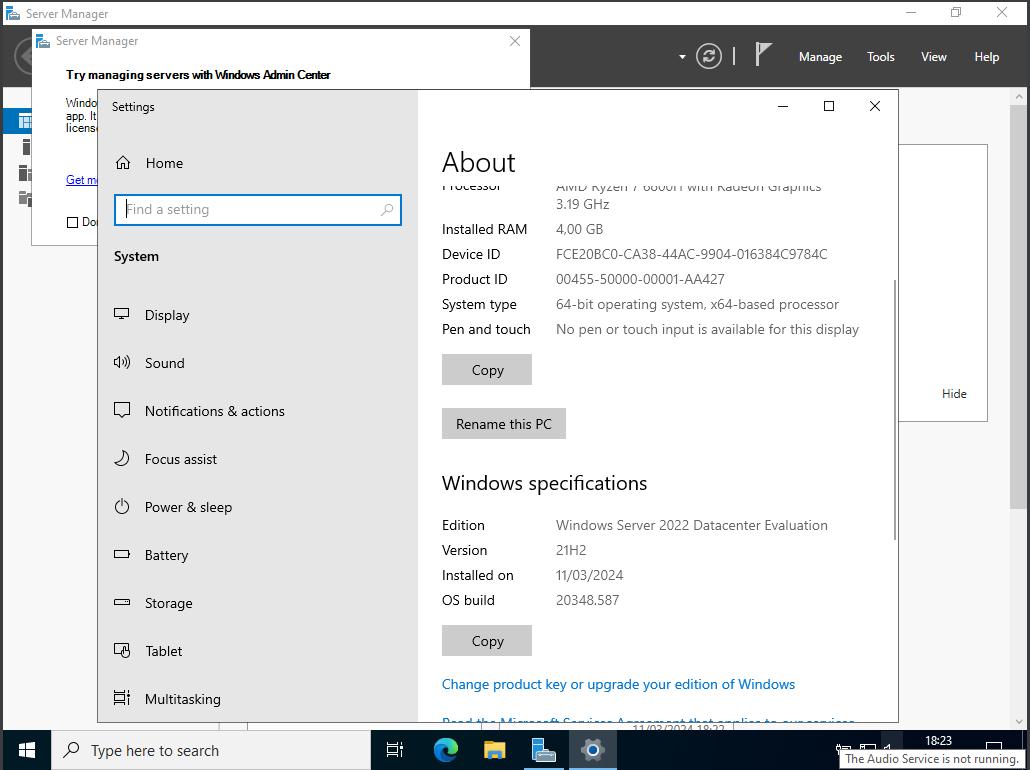 Server Manager
Server Manager
Manage Tools View Help
Try managing servers with Windows Admin Center
Windo
app. It
license
Get m
Don
Settings
Home
Find a setting
System
Display
Sound
Notifications & actions
Focus assist
Power & sleep
Battery
Storage
Tablet
Multitasking
About
Processor AMD Ryzen 7 6800H with Radeon Graphics
3.19 GHz
Installed RAM 4,00 GB
Device ID FCE20BC0-CA38-44AC-9904-016384C9784C
Product ID 00455-50000-00001-AA427
System type 64-bit operating system, x64-based processor
Pen and touch No pen or touch input is available for this display
Copy
Rename this PC
Windows specifications
Edition Windows Server 2022 Datacenter Evaluation
Version 21H2
Installed on 11/03/2024
OS build 20348.587
Copy
Change product key or upgrade your edition of Windows
Read the Microsoft Services Agreement that applies to our services
Hide
11/03/2024 18:22
Type here to search
18:23
The Audio Service is not running.